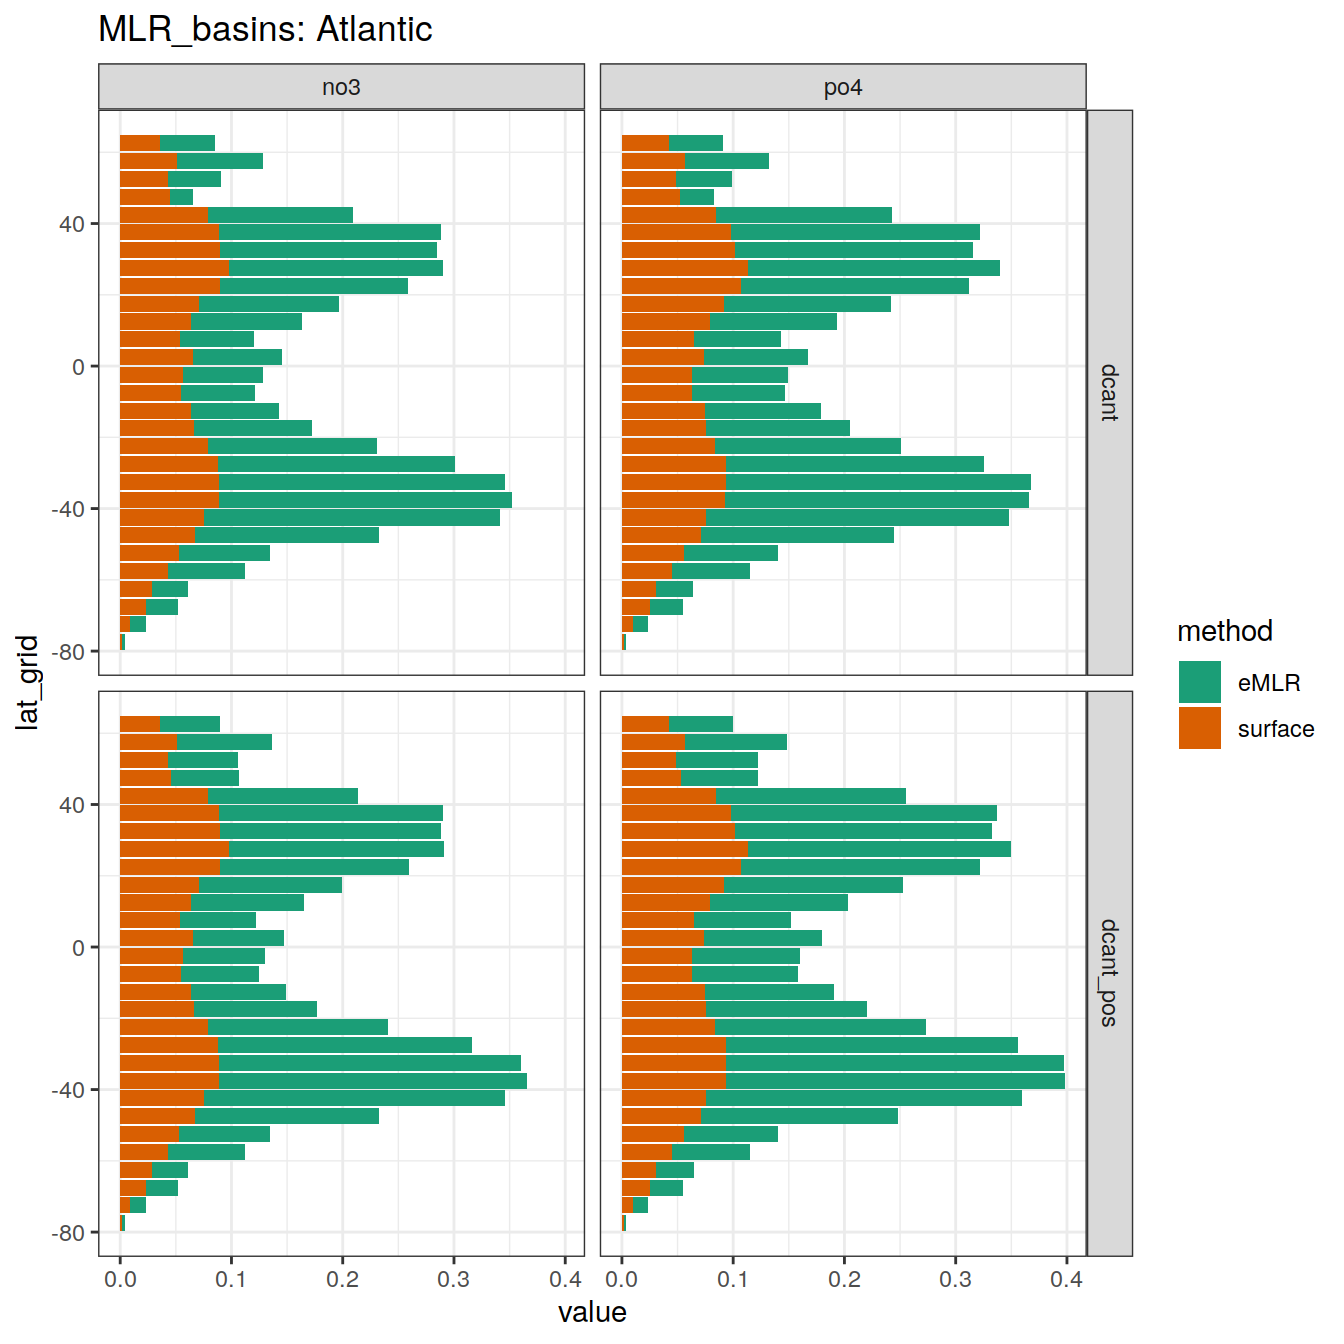 MLR_basins: Atlantic
no3
po4
40
0
-40
-80
dcant
40
0
-40
-80
dcant_pos
lat_grid
0.0 0.1 0.2 0.3 0.4
0.0 0.1 0.2 0.3 0.4
value
method
eMLR
surface